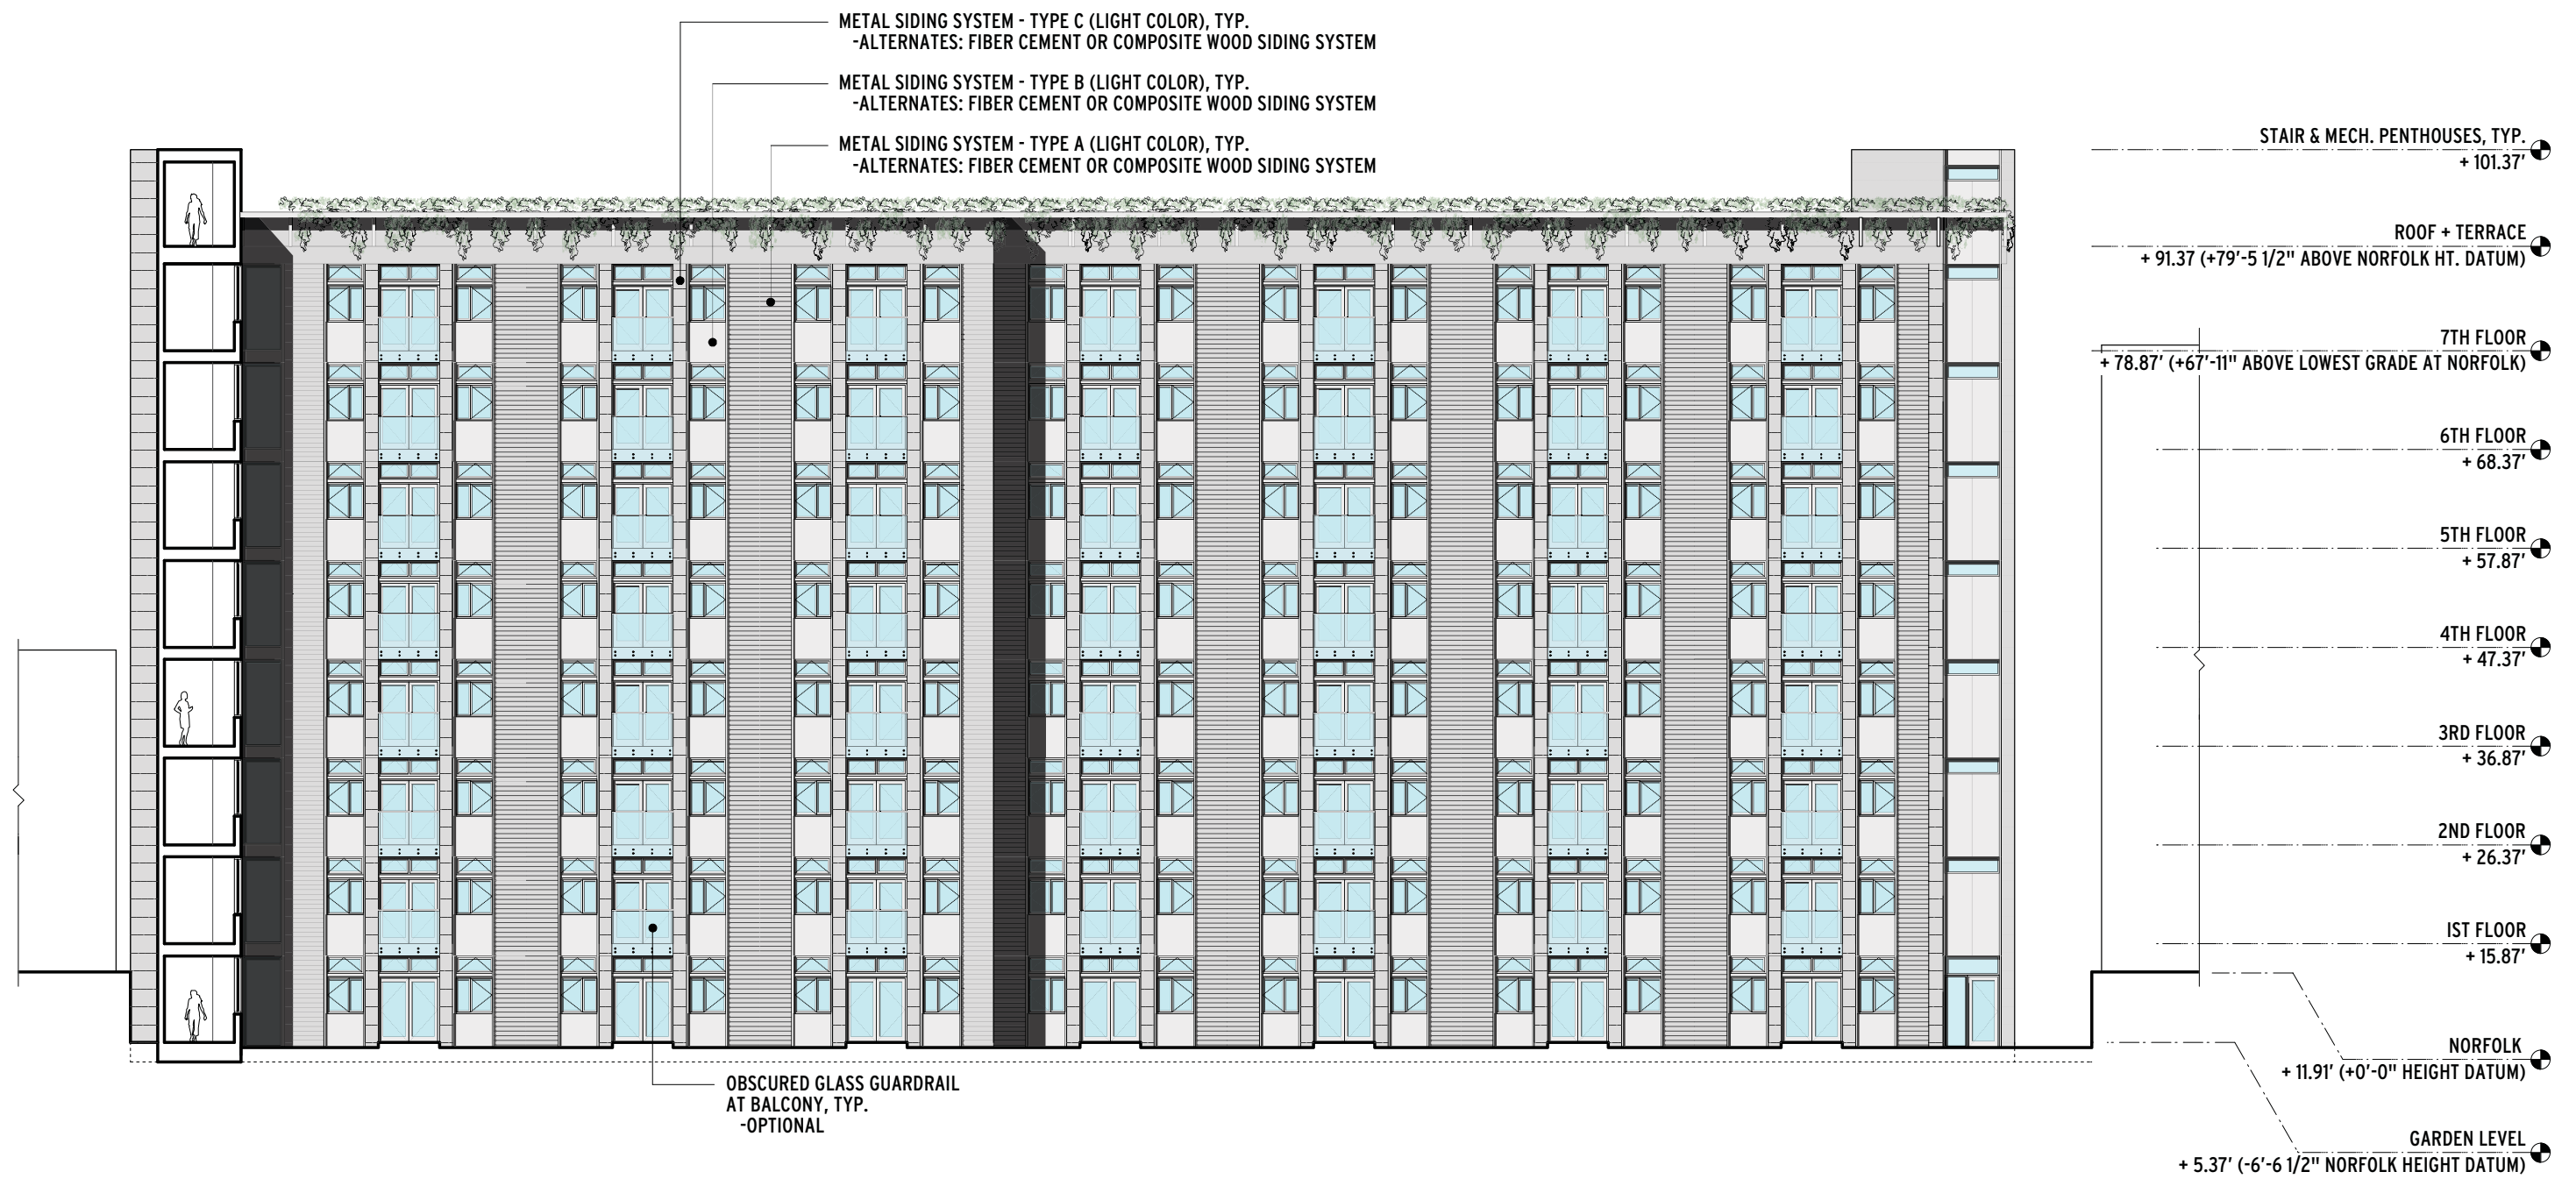 METAL SIDING SYSTEM - TYPE C (LIGHT COLOR), TYP.
-ALTERNATES: FIBER CEMENT OR COMPOSITE WOOD SIDING SYSTEM
METAL SIDING SYSTEM - TYPE B (LIGHT COLOR), TYP.
-ALTERNATES: FIBER CEMENT OR COMPOSITE WOOD SIDING SYSTEM
METAL SIDING SYSTEM - TYPE A (LIGHT COLOR), TYP.
-ALTERNATES: FIBER CEMENT OR COMPOSITE WOOD SIDING SYSTEM
STAIR & MECH. PENTHOUSES, TYP.
+ 101.37'
ROOF + TERRACE
+ 91.37 (+79'-5 1/2" ABOVE NORFOLK HT. DATUM)
7TH FLOOR
+ 78.87' (+67'-11" ABOVE LOWEST GRADE AT NORFOLK)
6TH FLOOR
+ 68.37'
5TH FLOOR
+ 57.87'
4TH FLOOR
+ 47.37'
3RD FLOOR
+ 36.87'
2ND FLOOR
+ 26.37'
1ST FLOOR
+ 15.87'
NORFOLK
+ 11.91' (+0'-0" HEIGHT DATUM)
GARDEN LEVEL
+ 5.37' (-6'-6 1/2" NORFOLK HEIGHT DATUM)
OBSCURED GLASS GUARDRAIL
AT BALCONY, TYP.
-OPTIONAL